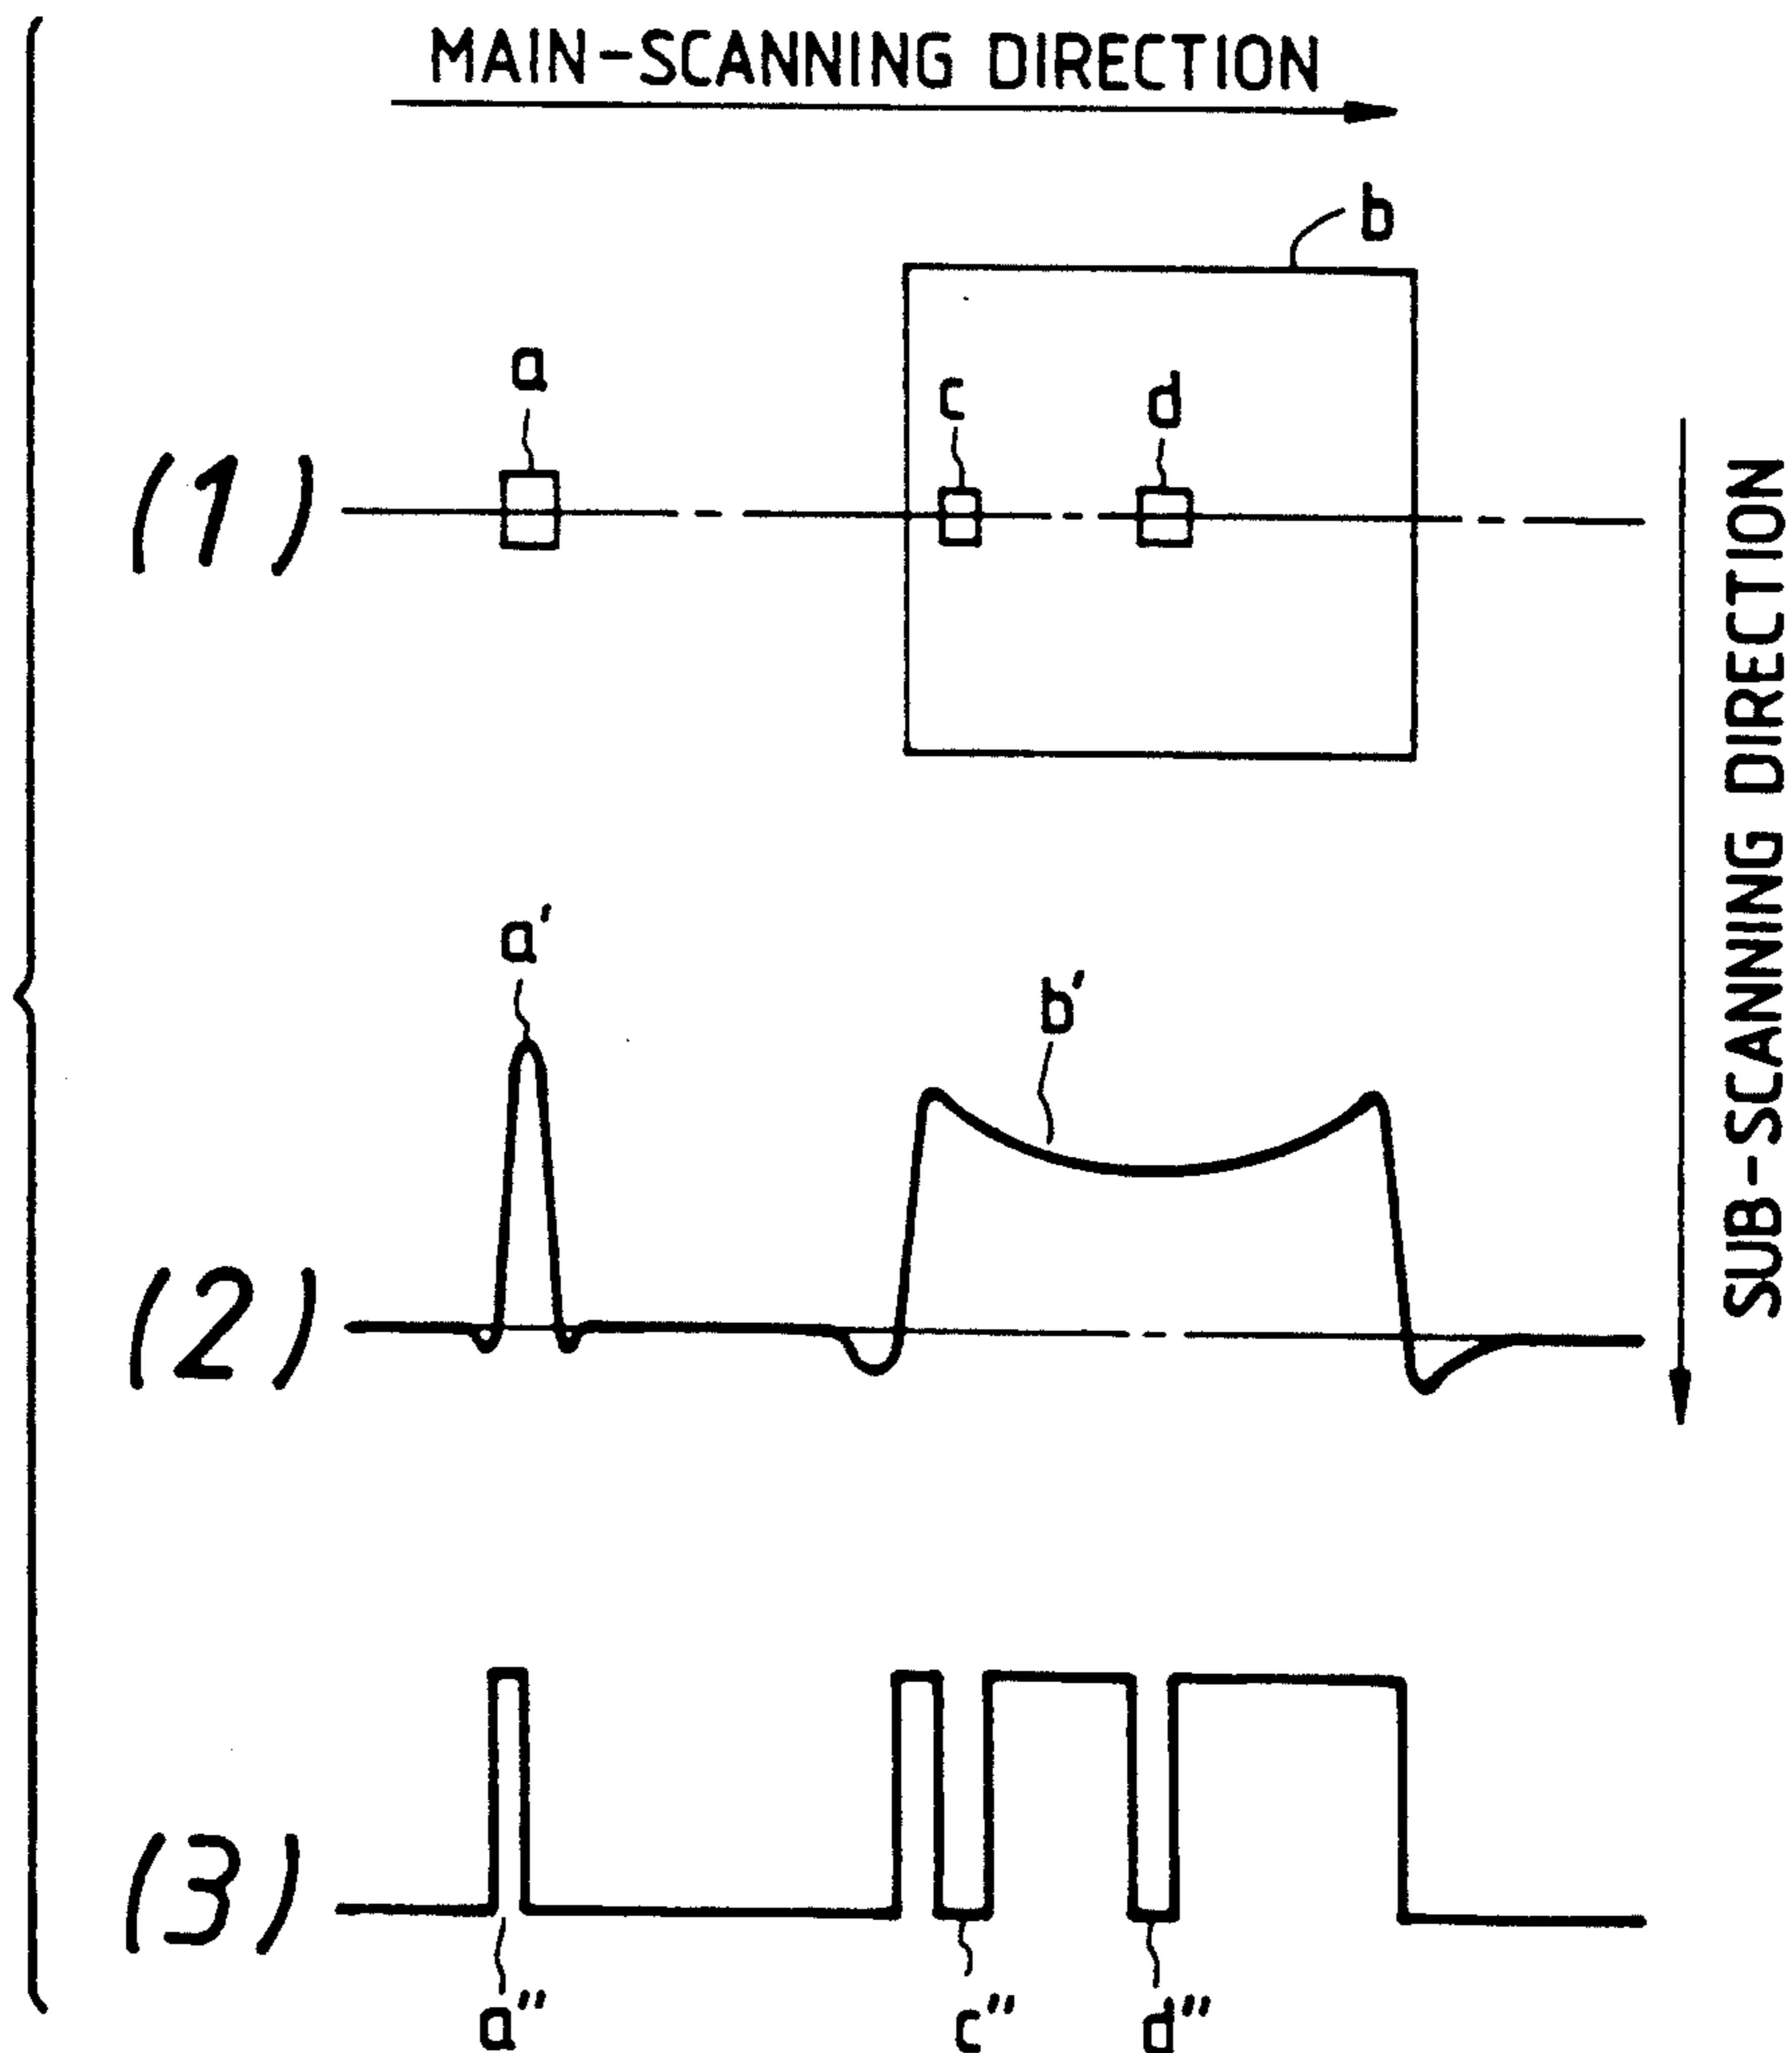 MAIN-SCANNING DIRECTION
b
a
c
d
(1)
SUB-SCANNING DIRECTION
a'
b'
(2)
(3)
a"
c"
d"